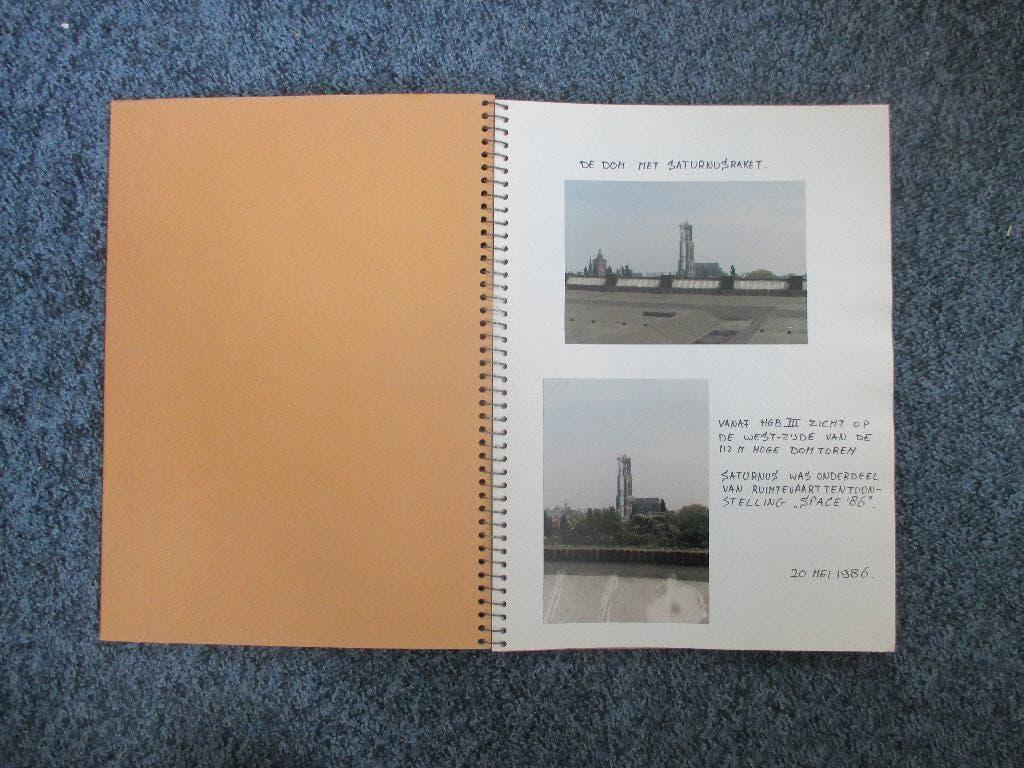 DE DOM MET SATURNUSRAKET.
VANAF HGB III ZICHT OP
DE WEST-ZIJDE VAN DE
112 M HOGE DOMTOREN
SATURNUS WAS ONDERDEEL
VAN RUIMTEVAARTTENTOON-
STELLING „SPACE '86".
20 MEI 1986.